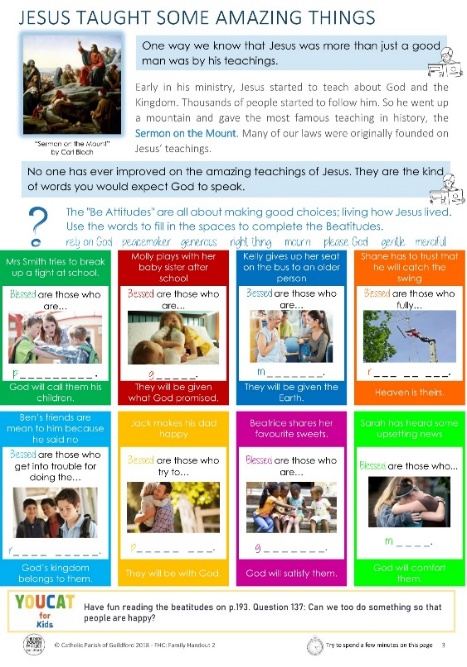 JESUS TAUGHT SOME AMAZING THINGS
One way we know that Jesus was more than just a good
man was by his teachings.
Early in his ministry, Jesus started to teach about God and the
Kingdom. Thousands of people started to follow him. So he went up
a mountain and gave the most famous teaching in history, the
Sermon on the Mount. Many of our laws were originally founded on
Jesus' teachings.
"Sermon on the Mount"
by Carl Bloch
No one has ever improved on the amazing teachings of Jesus. They are the kind
of words you would expect God to speak.
?
The "Be Attitudes" are all about making good choices; living how Jesus lived.
Use the words to fill in the spaces to complete the Beatitudes.
rely on God peacemaker generous right thing mourn please God gentle merciful
Mrs Smith tries to break
up a fight at school.
Blessed are those who
are...
p_ _ _ _ _ _ _ _ _
God will call them his
children.
Molly plays with her
baby sister after
school
Blessed are those who
are...
g_ _ _ _ _
They will be given
what God promised.
Kelly gives up her seat
on the bus to an older
person
Blessed are those who
are...
m_ _ _ _ _ _ _
They will be given the
Earth.
Shane has to trust that
he will catch the
swing
Blessed are those who
fully...
r_ _ _ _ _ _ _ _
Heaven is theirs.
Ben's friends are
mean to him because
he said no
Blessed are those who
get into trouble for
doing the...
r_ _ _ _ _ _ _ _ _
God's kingdom
belongs to them.
Jack makes his dad
happy
Blessed are those who
try to...
p_ _ _ _ _ _ _ _
They will be with God.
Beatrice shares her
favourite sweets.
Blessed are those who
are...
g_ _ _ _ _ _ _
God will satisfy them.
Sarah has heard some
upsetting news
Blessed are those who...
m_ _ _ _
God will comfort
them.
YOUCAT
for
Kids
Have fun reading the beatitudes on p.193. Question 137: Can we too do something so that
people are happy?
© Catholic Parish of Guildford 2018 - FHC: Family Handout 2
Try to spend a few minutes on this page
3